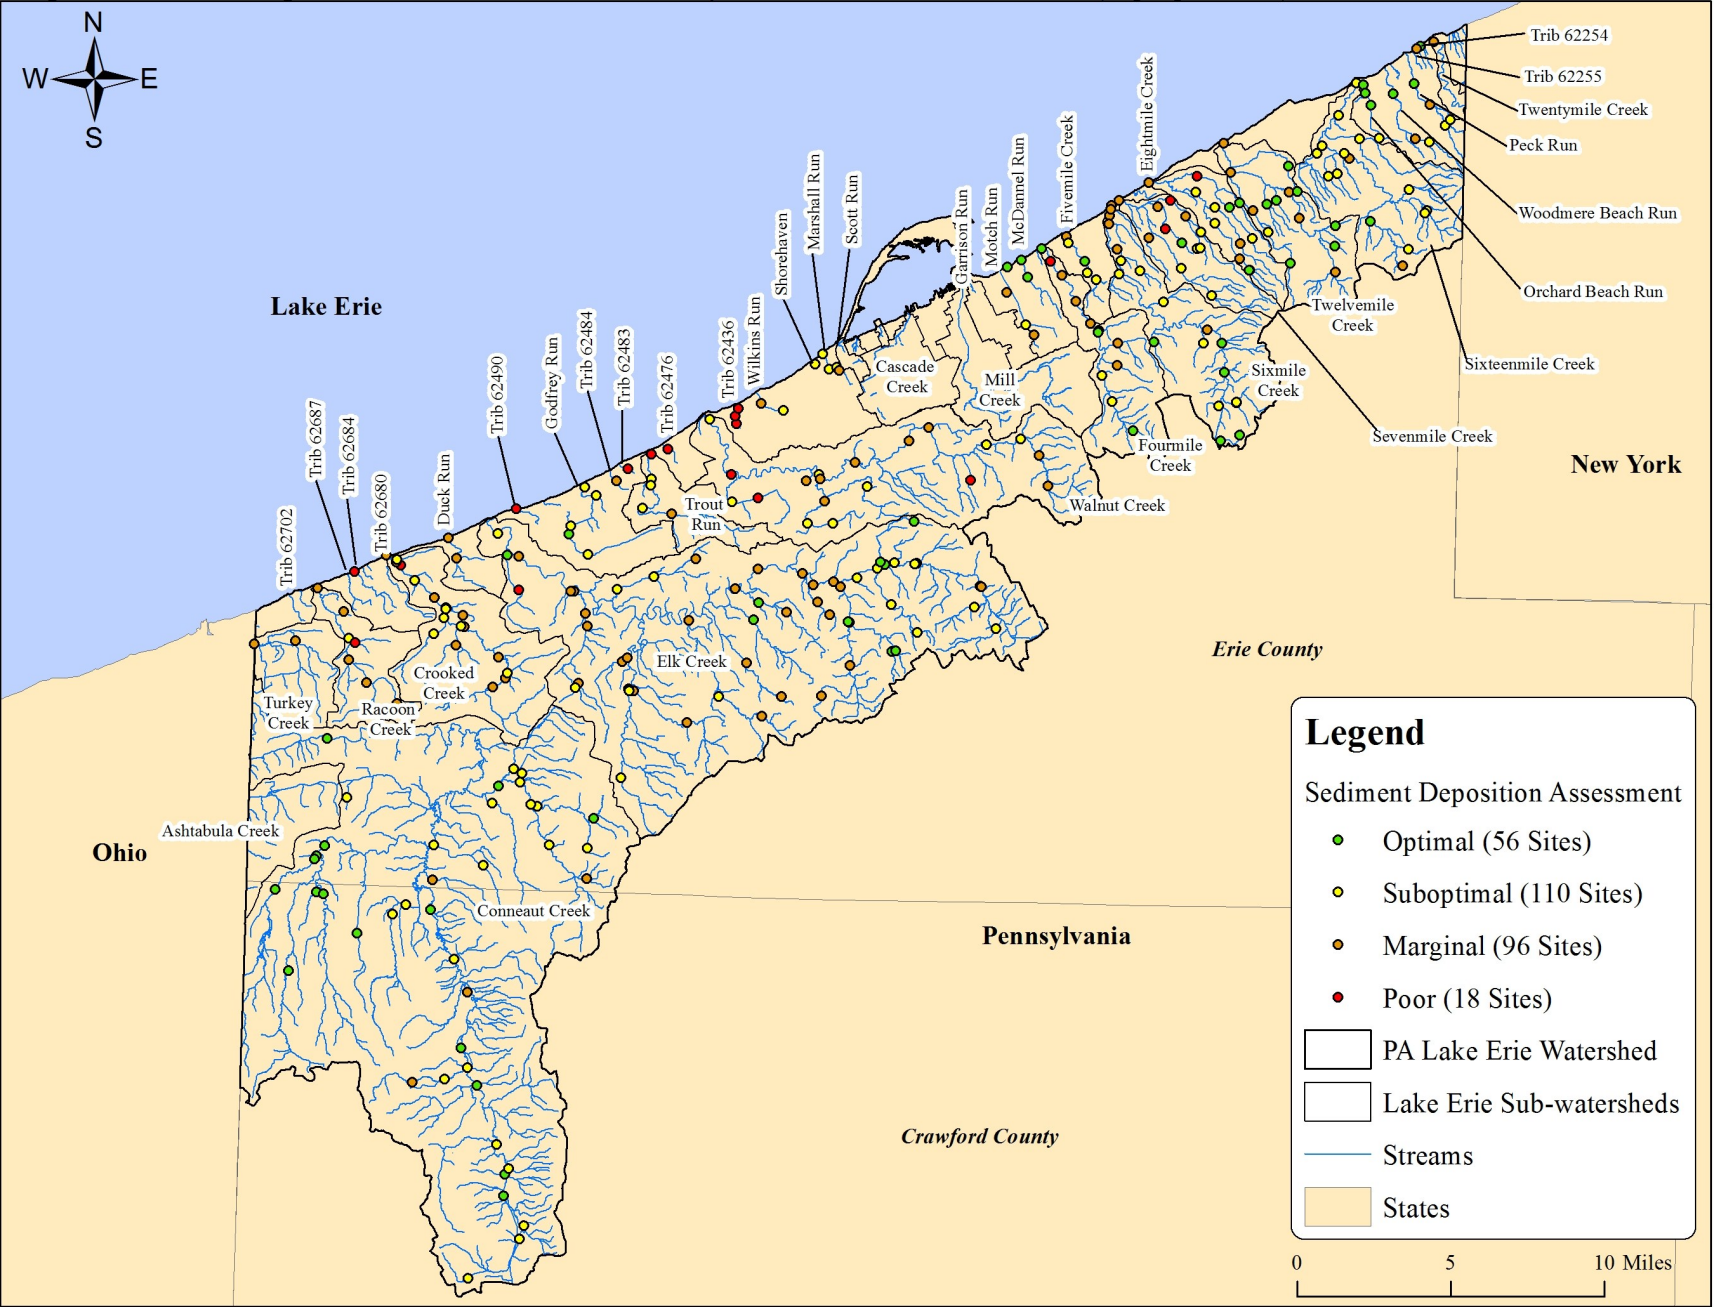 N
W
E
S
Lake Erie
Trib 62702
Trib 62687
Trib 62684
Trib 62680
Duck Run
Trib 62490
Godfrey Run
Trib 62484
Trib 62483
Trib 62476
Trib 62436
Wilkins Run
Shorehaven
Marshall Run
Scott Run
Garrison Run
Motch Run
McDannel Run
Fivemile Creek
Eightmile Creek
Trib 62254
Trib 62255
Twentymile Creek
Peck Run
Woodmere Beach Run
Orchard Beach Run
Sixteenmile Creek
Sevenmile Creek
Twelvemile
Creek
Sixmile
Creek
Fourmile
Creek
Cascade
Creek
Mill
Creek
Walnut Creek
Trout
Run
Elk Creek
Crooked
Creek
Racoon
Creek
Turkey
Creek
Ashtabula Creek
Conneaut Creek
New York
Erie County
Ohio
Pennsylvania
Crawford County
Legend
Sediment Deposition Assessment
Optimal (56 Sites)
Suboptimal (110 Sites)
Marginal (96 Sites)
Poor (18 Sites)
PA Lake Erie Watershed
Lake Erie Sub-watersheds
Streams
States
0 5 10 Miles